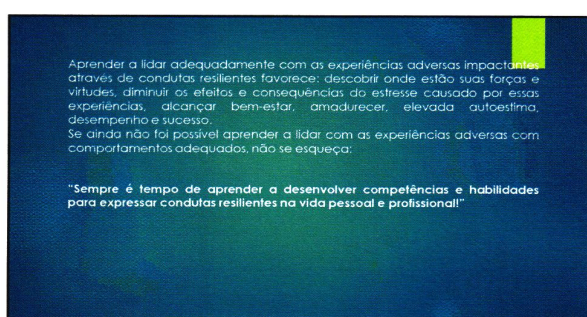 Aprender a lidar adequadamente com as experiências adversas impactantes
através de condutas resilientes favorece: descobrir onde estão suas forças e
virtudes, diminuir os efeitos e consequências do estresse causado por essas
experiências, alcançar bem-estar, amadurecer, elevada autoestima,
desempenho e sucesso.
Se ainda não foi possível aprender a lidar com as experiências adversas com
comportamentos adequados, não se esqueça:
"Sempre é tempo de aprender a desenvolver competências e habilidades
para expressar condutas resilientes na vida pessoal e profissional!"